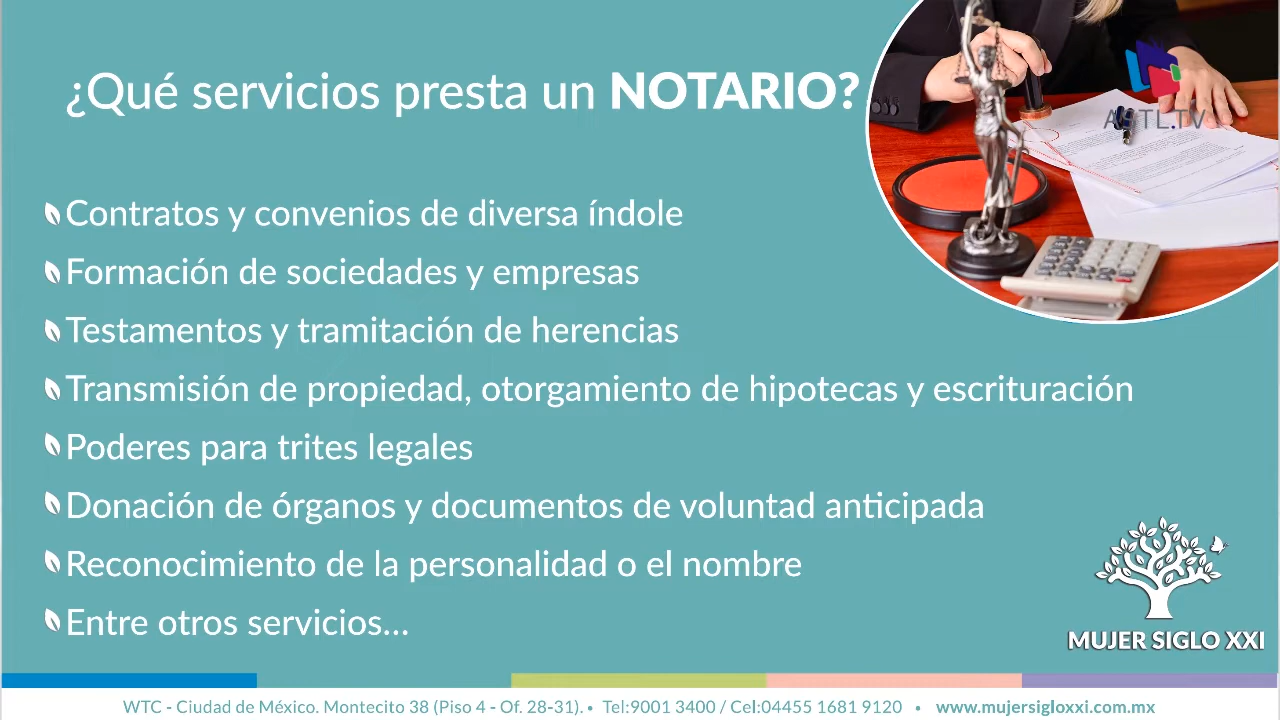 ¿Qué servicios presta un NOTARIO?
ASTL.TV
Contratos y convenios de diversa índole
Formación de sociedades y empresas
Testamentos y tramitación de herencias
Transmisión de propiedad, otorgamiento de hipotecas y escrituración
Poderes para trites legales
Donación de órganos y documentos de voluntad anticipada
Reconocimiento de la personalidad o el nombre
Entre otros servicios...
MUJER SIGLO XXI
WTC - Ciudad de México. Montecito 38 (Piso 4 - Of. 28-31). • Tel:9001 3400 / Cel:04455 1681 9120 • www.mujersigloxxi.com.mx